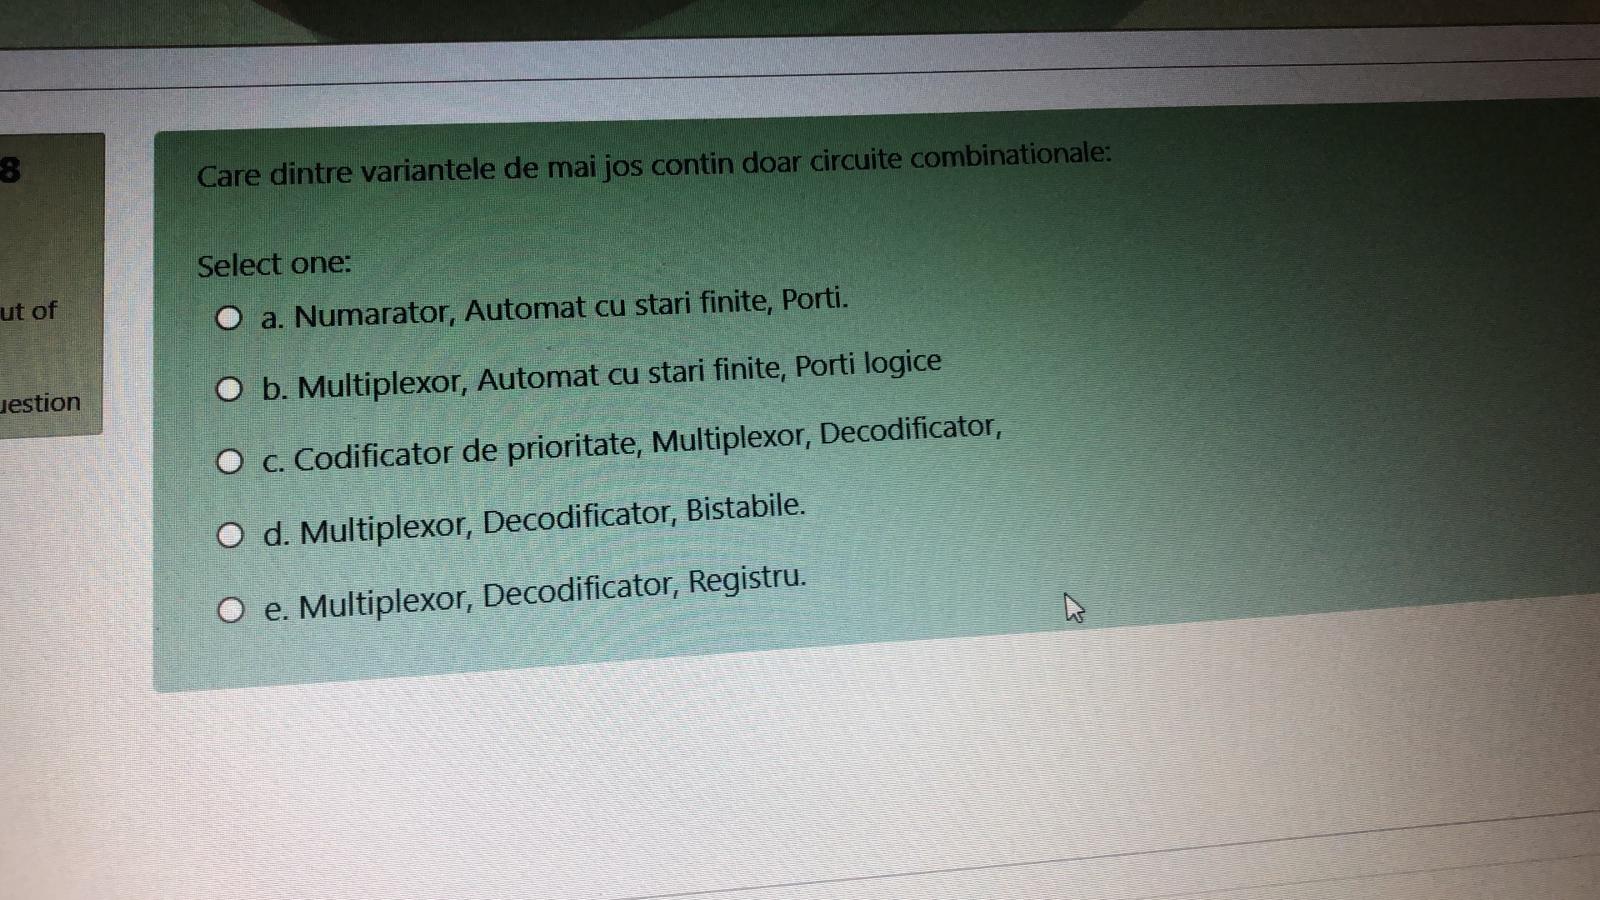 8
ut of
uestion
Care dintre variantele de mai jos contin doar circuite combinationale:
Select one:
a. Numarator, Automat cu stari finite, Porti.
b. Multiplexor, Automat cu stari finite, Porti logice
c. Codificator de prioritate, Multiplexor, Decodificator,
d. Multiplexor, Decodificator, Bistabile.
e. Multiplexor, Decodificator, Registru.